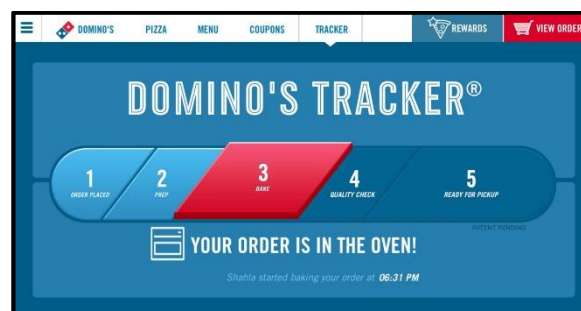 DOMINO'S PIZZA MENU COUPONS TRACKER REWARDS VIEW ORDER
DOMINO'S TRACKER®
1 2 3 4 5
ORDER PLACED PREP BAKE QUALITY CHECK READY FOR PICKUP
PATENT PENDING
YOUR ORDER IS IN THE OVEN!
Shahla started baking your order at 06:31 PM